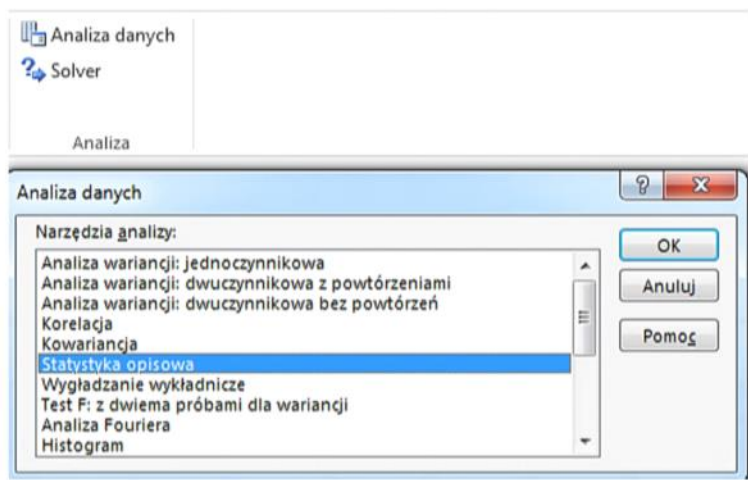 Analiza danych
Solver
Analiza
Analiza danych
Narzędzia analizy:
Analiza wariancji: jednoczynnikowa
Analiza wariancji: dwuczynnikowa z powtórzeniami
Analiza wariancji: dwuczynnikowa bez powtórzeń
Korelacja
Kowariancja
Statystyka opisowa
Wygładzanie wykładnicze
Test F: z dwiema próbami dla wariancji
Analiza Fouriera
Histogram
OK
Anuluj
Pomoc